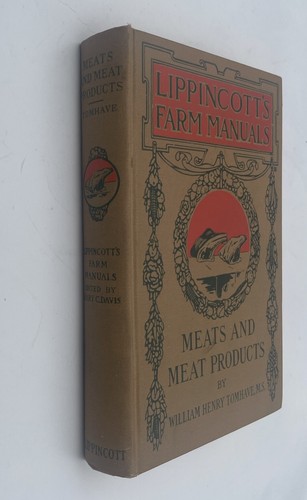 MEATS
AND MEAT
PRODUCTS
TOMHAVE
LIPPINCOTT'S
FARM
MANUALS
EDITED BY
DAVIS
LIPPINCOTT
LIPPINCOTT'S
FARM MANUALS
MEATS AND
MEAT PRODUCTS
BY
WILLIAM HENRY TOMHAVE, M.S.